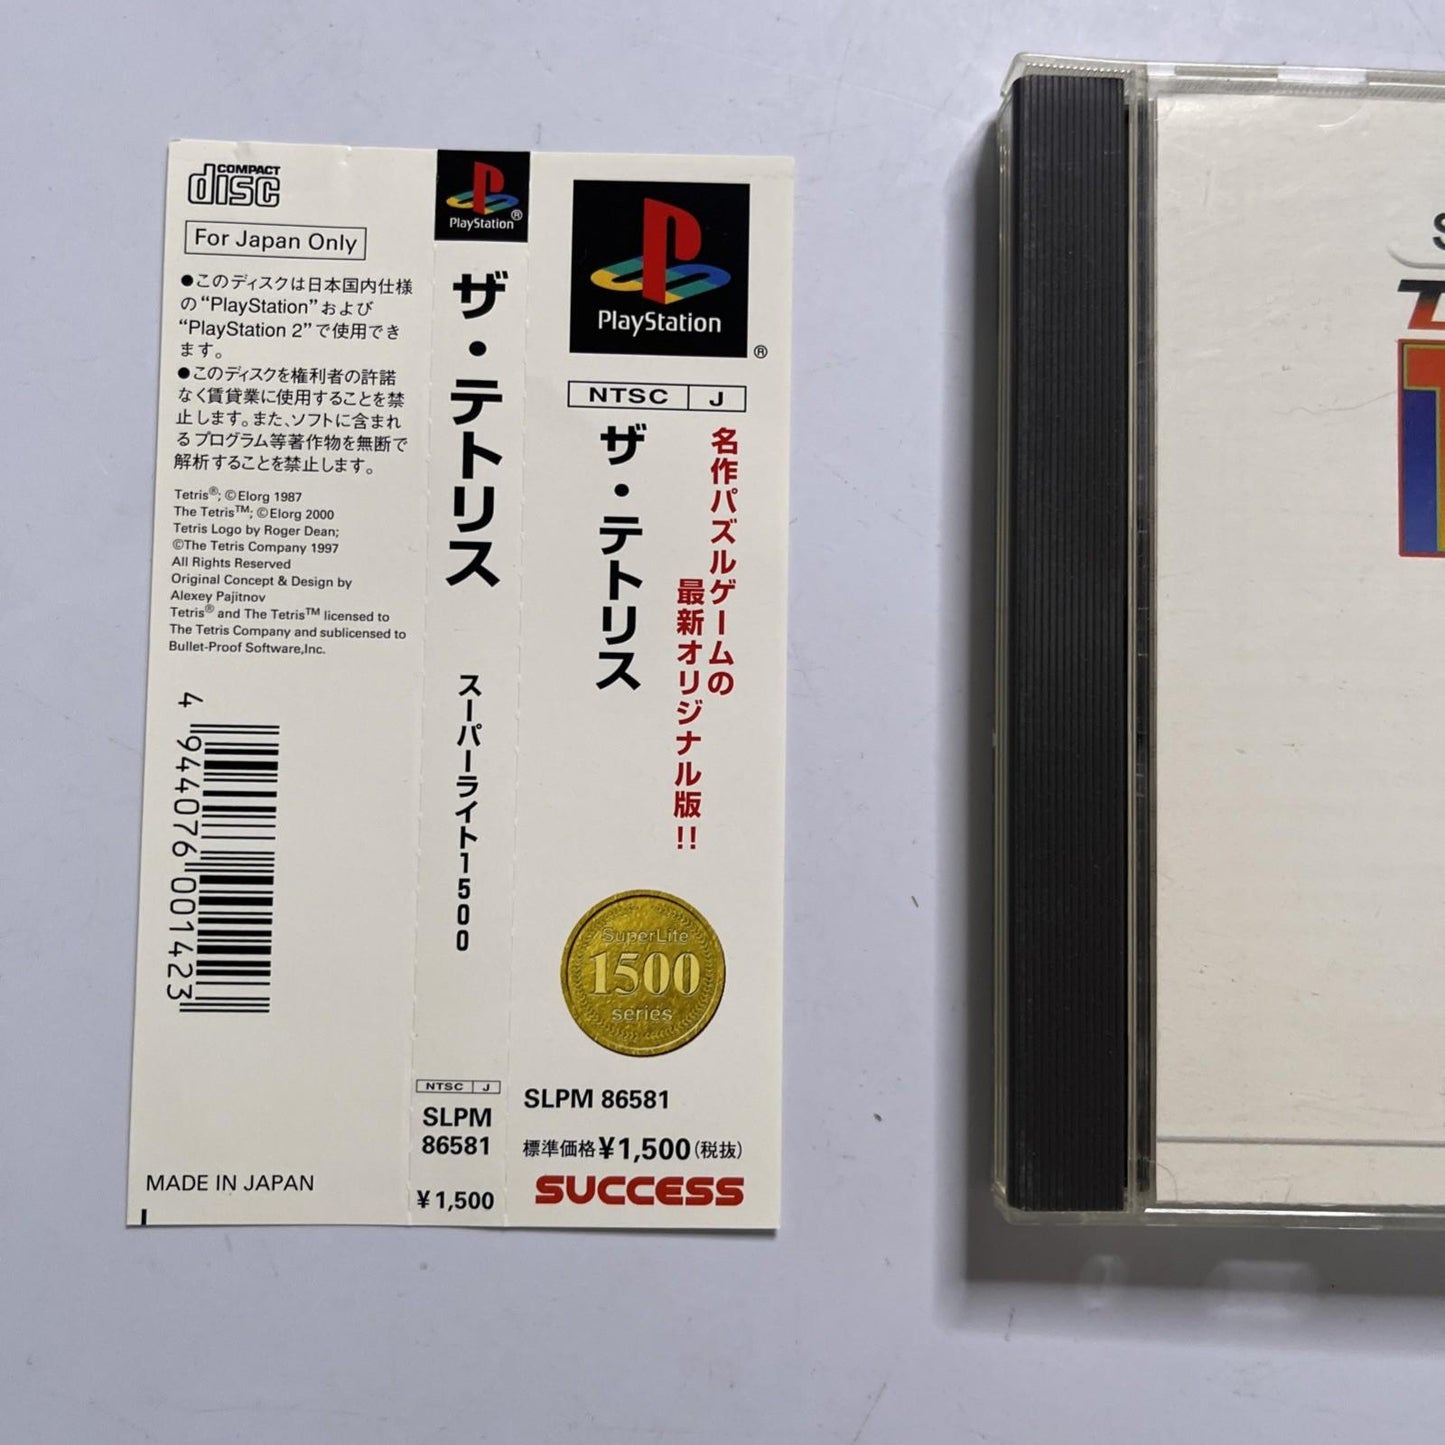 COMPACT
disc
For Japan Only
●このディスクは日本国内仕様
の“PlayStation”および
“PlayStation 2”で使用でき
ます。
●このディスクを権利者の許諾
なく賃貸業に使用することを禁
止します。また、ソフトに含まれ
るプログラム等著作物を無断で
解析することを禁止します。
Tetris®; ©Elorg 1987
The Tetris™; ©Elorg 2000
Tetris Logo by Roger Dean;
©The Tetris Company 1997
All Rights Reserved
Original Concept & Design by
Alexey Pajitnov
Tetris® and The Tetris™ licensed to
The Tetris Company and sublicensed to
Bullet-Proof Software,Inc.
4 944076 001423
MADE IN JAPAN
PlayStation®
ザ・テトリス
スーパーライト1500
NTSC J
SLPM
86581
¥1,500
PlayStation
®
NTSC J
名作パズルゲームの
最新オリジナル版!!
ザ・テトリス
SuperLite
1500
series
SLPM 86581
標準価格¥1,500(税抜)
SUCCESS